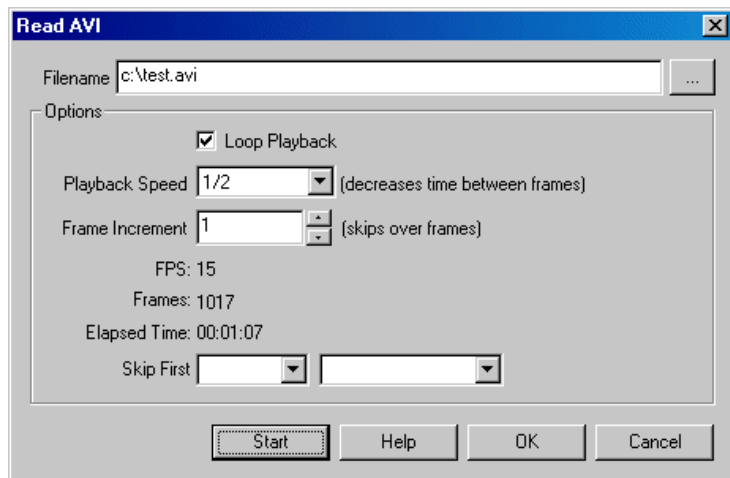 Read AVI
Filename c:\test.avi ...
Options
Loop Playback
Playback Speed 1/2 (decreases time between frames)
Frame Increment 1 (skips over frames)
FPS: 15
Frames: 1017
Elapsed Time: 00:01:07
Skip First
Start Help OK Cancel